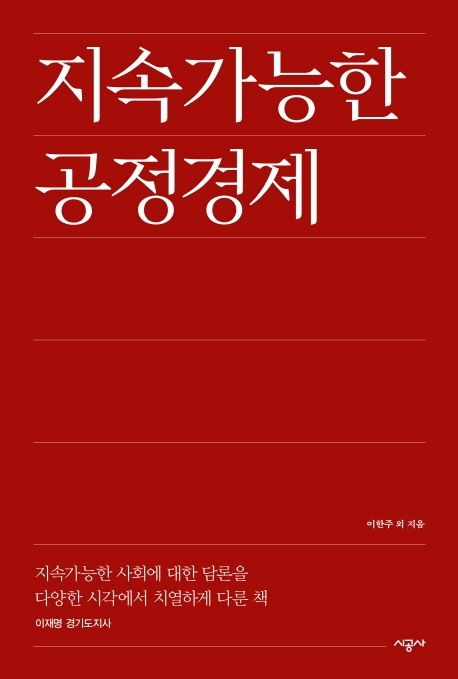 지속가능한
공정경제
이한주 외 지음
지속가능한 사회에 대한 담론을
다양한 시각에서 치열하게 다룬 책
이재명 경기도지사
시공사